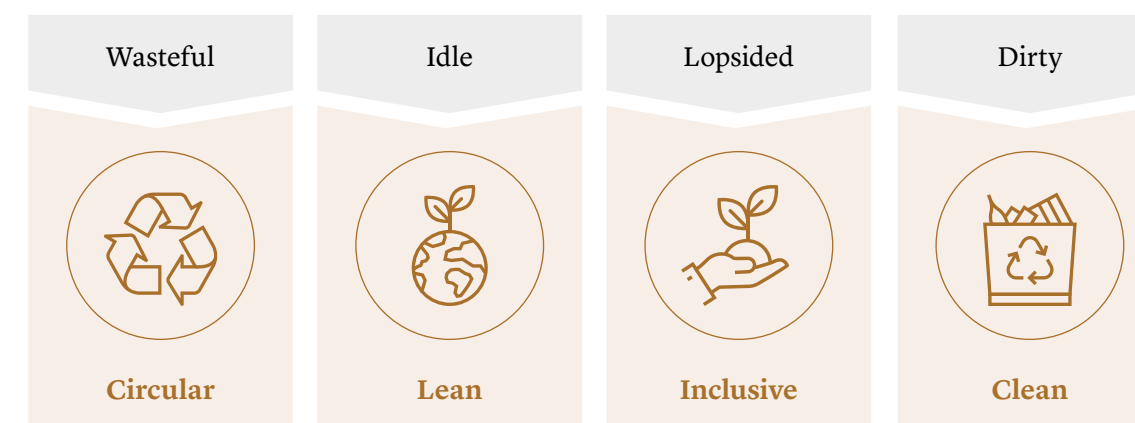 Wasteful
Idle
Lopsided
Dirty
Circular
Lean
Inclusive
Clean